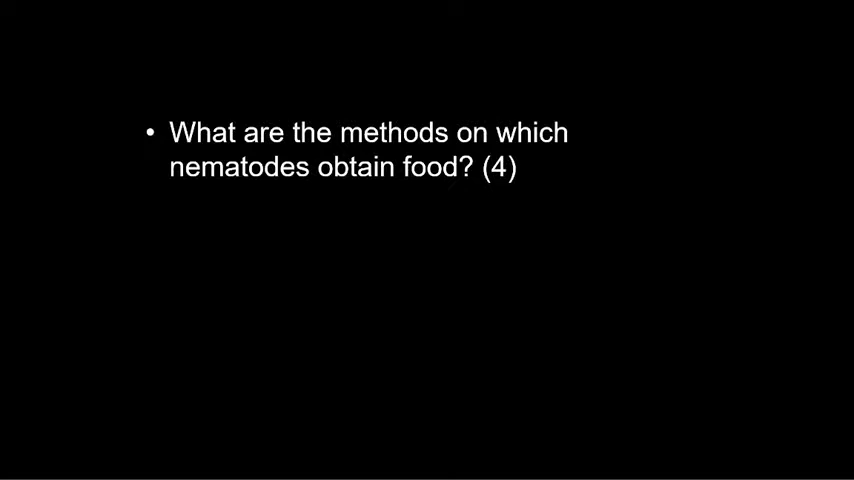 • What are the methods on which
nematodes obtain food? (4)